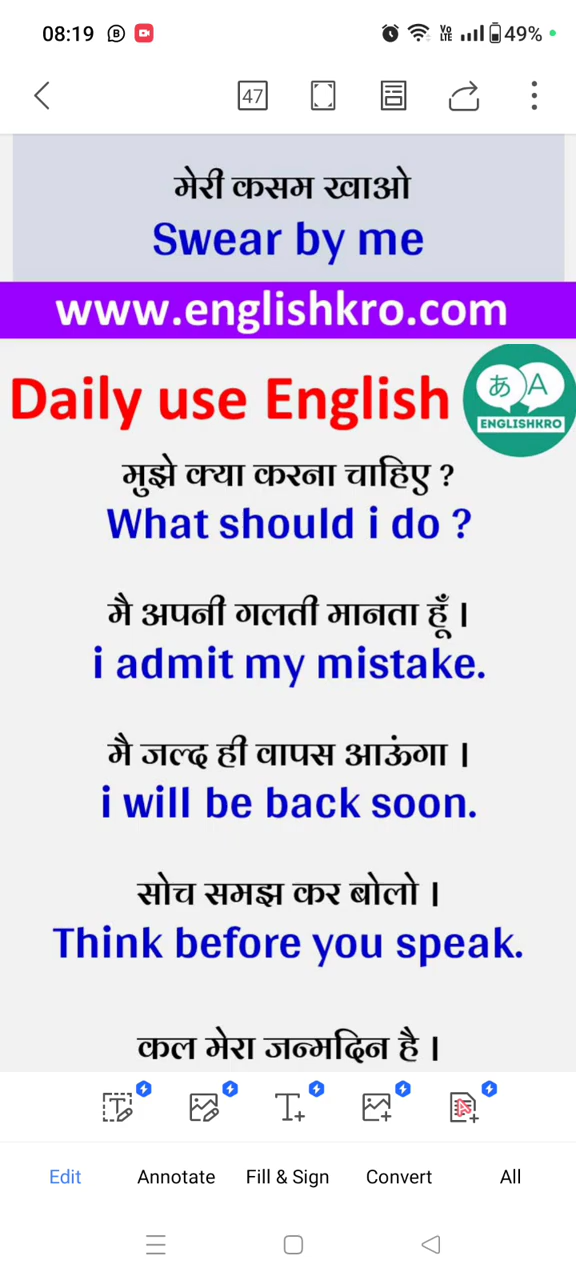 08:19
VO LTE 49%
47
मेरी कसम खाओ
Swear by me
www.englishkro.com
Daily use English
あ A
ENGLISHKRO
मुझे क्या करना चाहिए ?
What should i do ?
मै अपनी गलती मानता हूँ ।
i admit my mistake.
मै जल्द ही वापस आऊंगा ।
i will be back soon.
सोच समझ कर बोलो ।
Think before you speak.
कल मेरा जन्मदिन है ।
Edit Annotate Fill & Sign Convert All